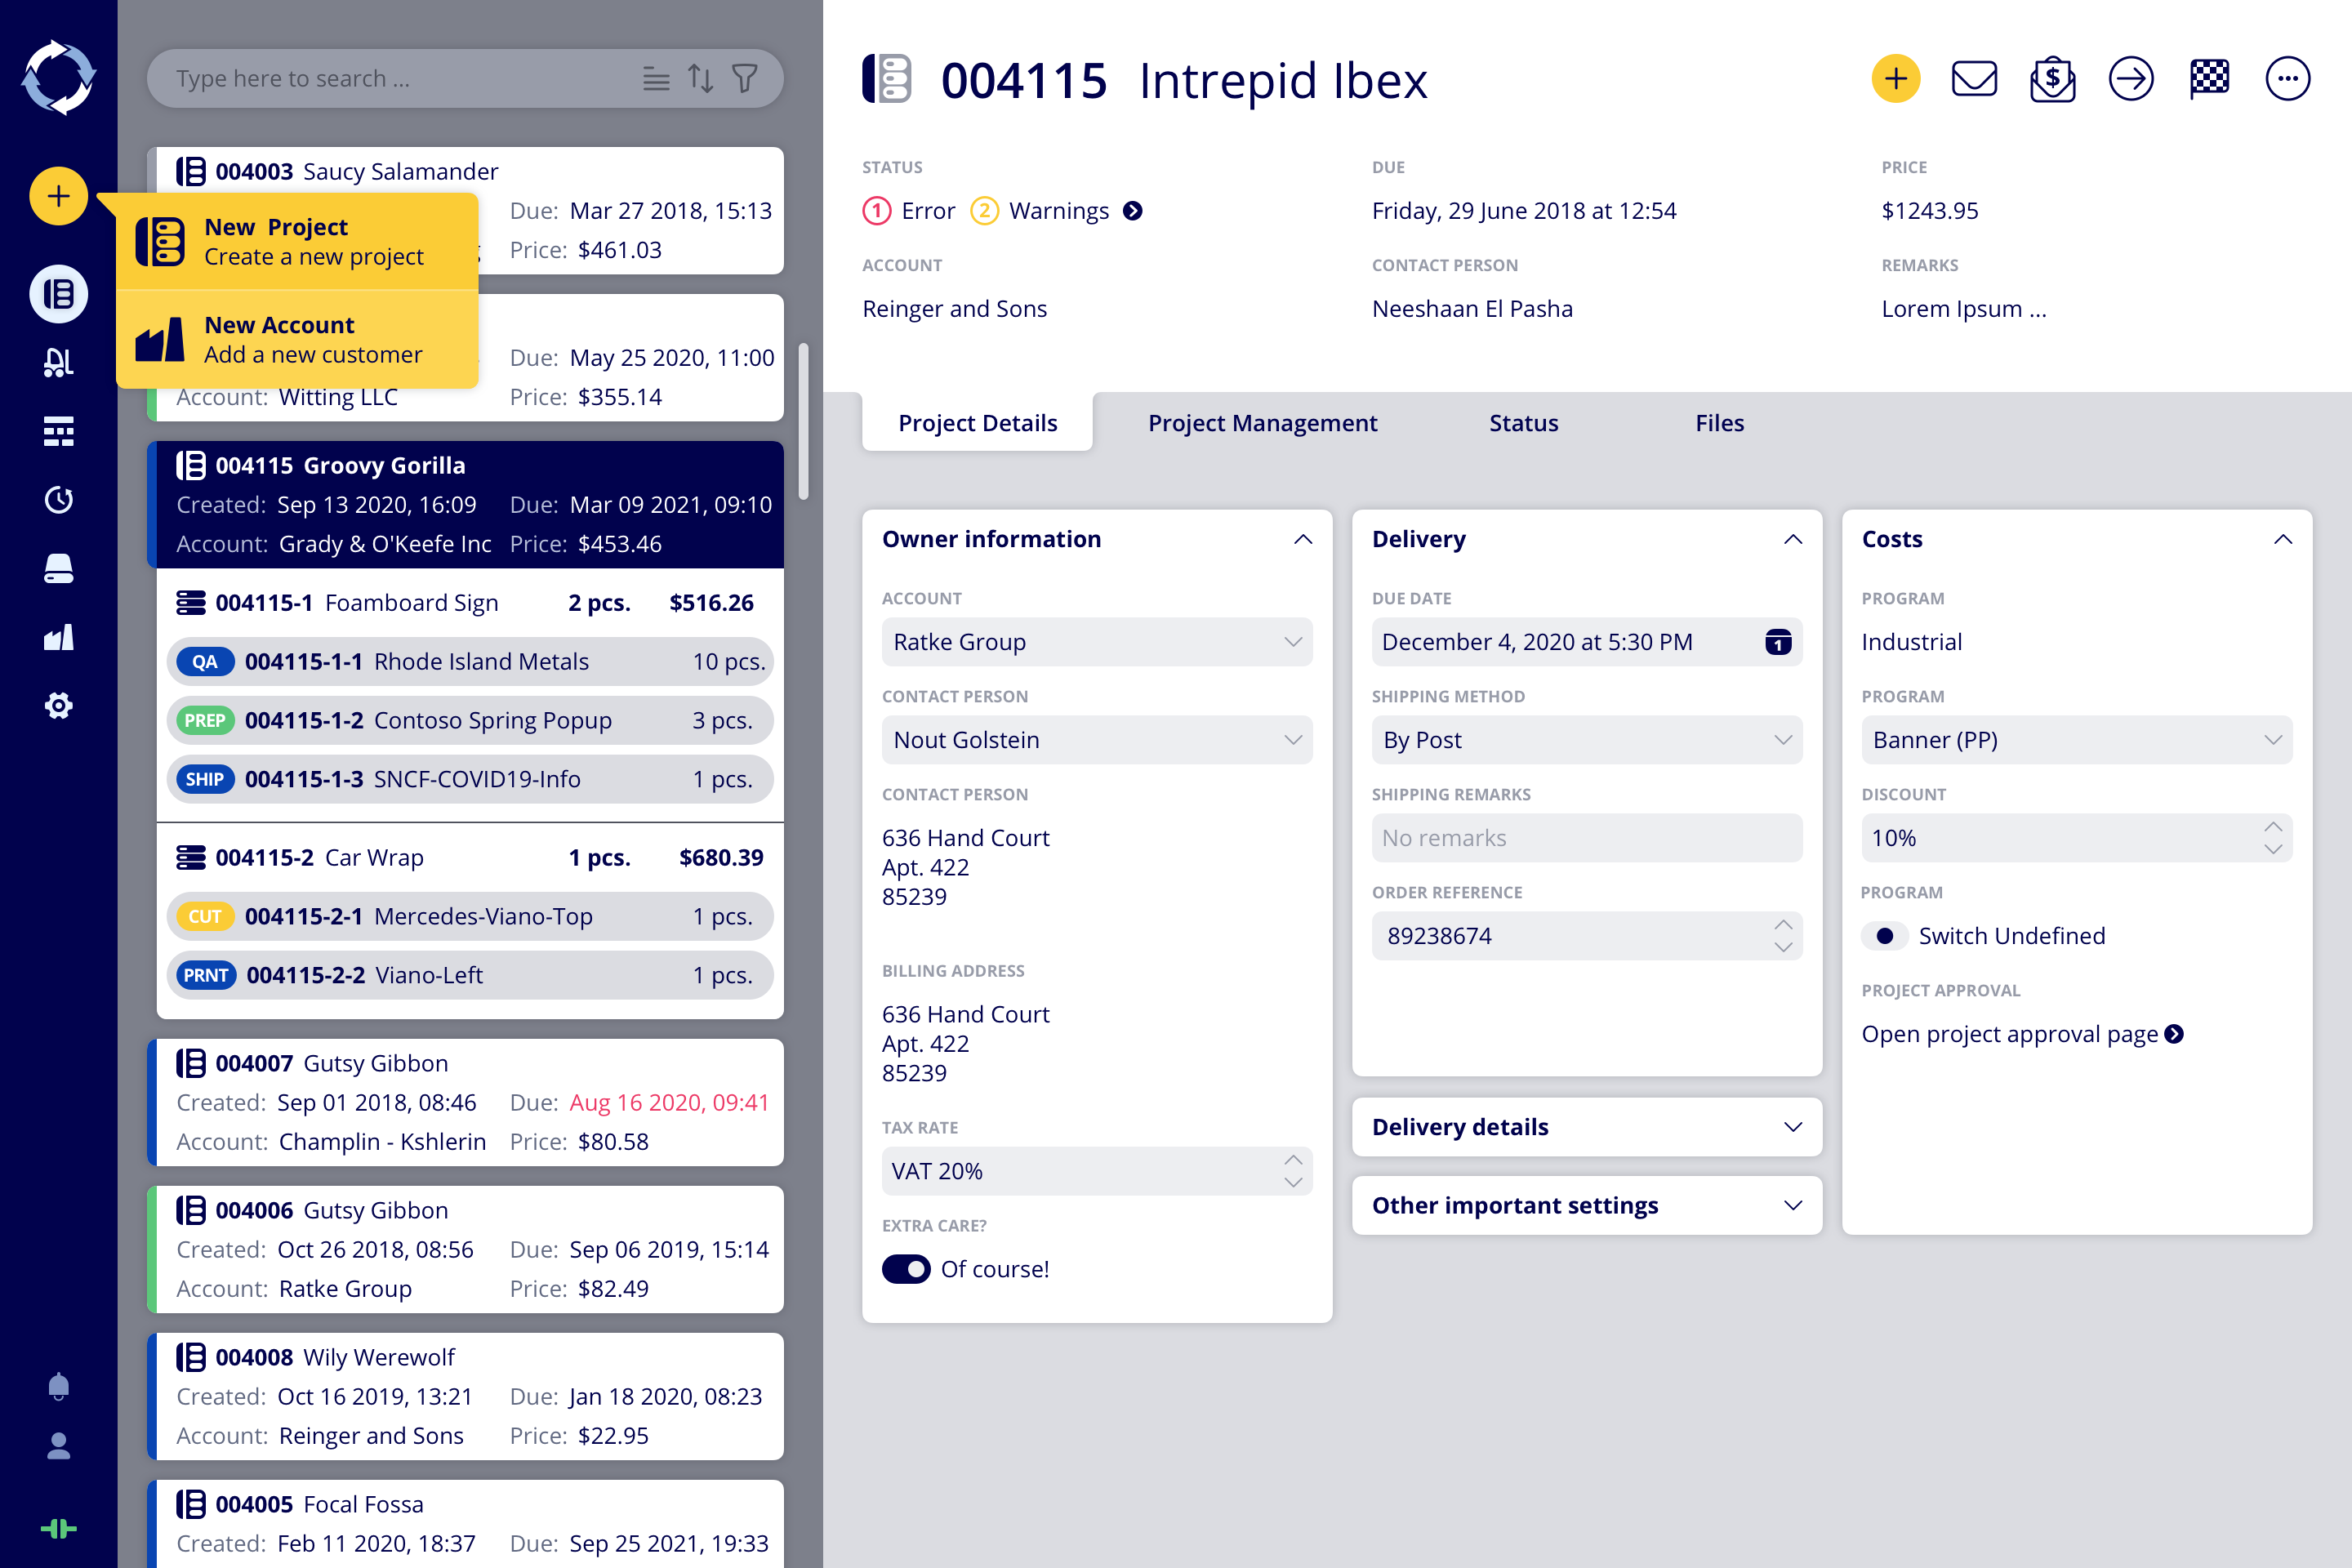 Type here to search ...
004003 Saucy Salamander
Due: Mar 27 2018, 15:13
Price: $461.03
New Project
Create a new project
New Account
Add a new customer
Due: May 25 2020, 11:00
Account: Witting LLC Price: $355.14
004115 Groovy Gorilla
Created: Sep 13 2020, 16:09 Due: Mar 09 2021, 09:10
Account: Grady & O'Keefe Inc Price: $453.46
004115-1 Foamboard Sign 2 pcs. $516.26
QA 004115-1-1 Rhode Island Metals 10 pcs.
PREP 004115-1-2 Contoso Spring Popup 3 pcs.
SHIP 004115-1-3 SNCF-COVID19-Info 1 pcs.
004115-2 Car Wrap 1 pcs. $680.39
CUT 004115-2-1 Mercedes-Viano-Top 1 pcs.
PRNT 004115-2-2 Viano-Left 1 pcs.
004007 Gutsy Gibbon
Created: Sep 01 2018, 08:46 Due: Aug 16 2020, 09:41
Account: Champlin - Kshlerin Price: $80.58
004006 Gutsy Gibbon
Created: Oct 26 2018, 08:56 Due: Sep 06 2019, 15:14
Account: Ratke Group Price: $82.49
004008 Wily Werewolf
Created: Oct 16 2019, 13:21 Due: Jan 18 2020, 08:23
Account: Reinger and Sons Price: $22.95
004005 Focal Fossa
Created: Feb 11 2020, 18:37 Due: Sep 25 2021, 19:33
004115 Intrepid Ibex
$
STATUS
1 Error 2 Warnings
DUE
Friday, 29 June 2018 at 12:54
PRICE
$1243.95
ACCOUNT
Reinger and Sons
CONTACT PERSON
Neeshaan El Pasha
REMARKS
Lorem Ipsum ...
Project Details Project Management Status Files
Owner information
ACCOUNT
Ratke Group
CONTACT PERSON
Nout Golstein
CONTACT PERSON
636 Hand Court
Apt. 422
85239
BILLING ADDRESS
636 Hand Court
Apt. 422
85239
TAX RATE
VAT 20%
EXTRA CARE?
Of course!
Delivery
DUE DATE
December 4, 2020 at 5:30 PM
1
SHIPPING METHOD
By Post
SHIPPING REMARKS
No remarks
ORDER REFERENCE
89238674
Delivery details
Other important settings
Costs
PROGRAM
Industrial
PROGRAM
Banner (PP)
DISCOUNT
10%
PROGRAM
Switch Undefined
PROJECT APPROVAL
Open project approval page